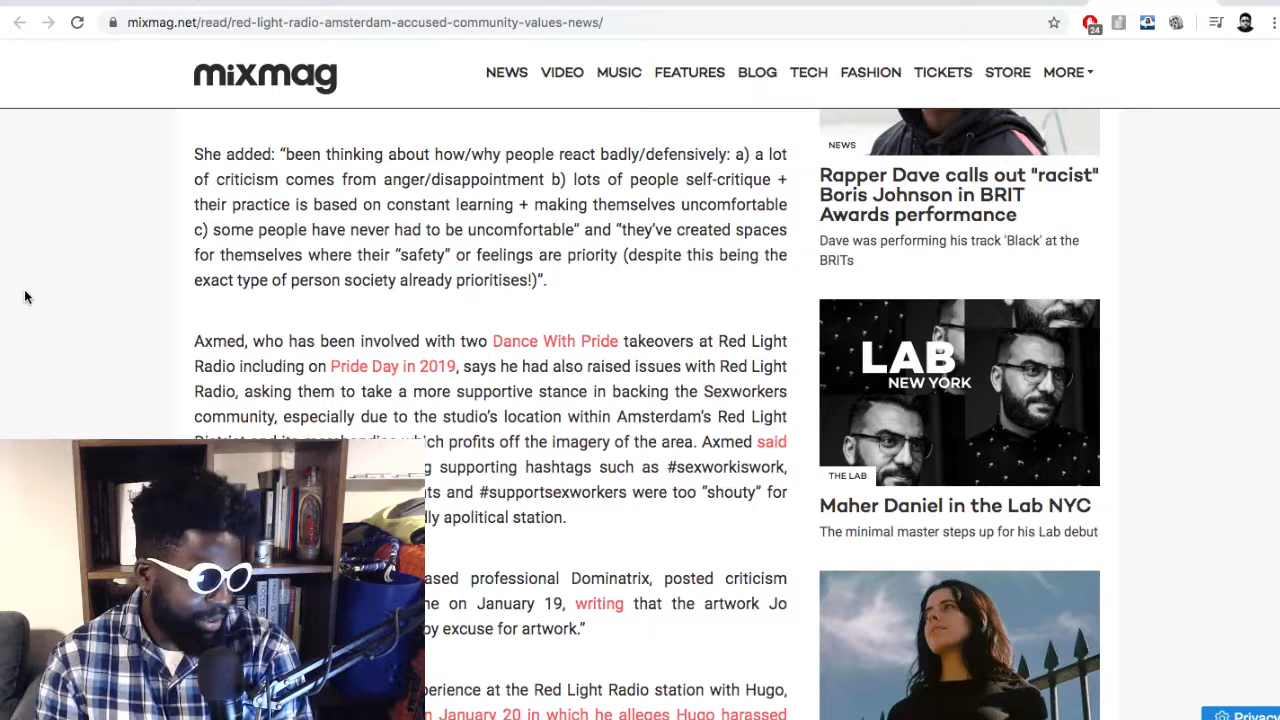 mixmag.net/read/red-light-radio-amsterdam-accused-community-values-news/
24
mixmag
NEWS VIDEO MUSIC FEATURES BLOG TECH FASHION TICKETS STORE MORE
She added: “been thinking about how/why people react badly/defensively: a) a lot
of criticism comes from anger/disappointment b) lots of people self-critique +
their practice is based on constant learning + making themselves uncomfortable
c) some people have never had to be uncomfortable” and “they’ve created spaces
for themselves where their “safety” or feelings are priority (despite this being the
exact type of person society already prioritises!)”.
Axmed, who has been involved with two Dance With Pride takeovers at Red Light
Radio including on Pride Day in 2019, says he had also raised issues with Red Light
Radio, asking them to take a more supportive stance in backing the Sexworkers
community, especially due to the studio’s location within Amsterdam’s Red Light
District and its merchandise which profits off the imagery of the area. Axmed said
g supporting hashtags such as #sexworkiswork,
nts and #supportsexworkers were too “shouty” for
dly apolitical station.
ased professional Dominatrix, posted criticism
ne on January 19, writing that the artwork Jo
by excuse for artwork.”
perience at the Red Light Radio station with Hugo,
n January 20 in which he alleges Hugo harassed
NEWS
Rapper Dave calls out "racist"
Boris Johnson in BRIT
Awards performance
Dave was performing his track 'Black' at the
BRITs
LAB
NEW YORK
THE LAB
Maher Daniel in the Lab NYC
The minimal master steps up for his Lab debut
Privacy